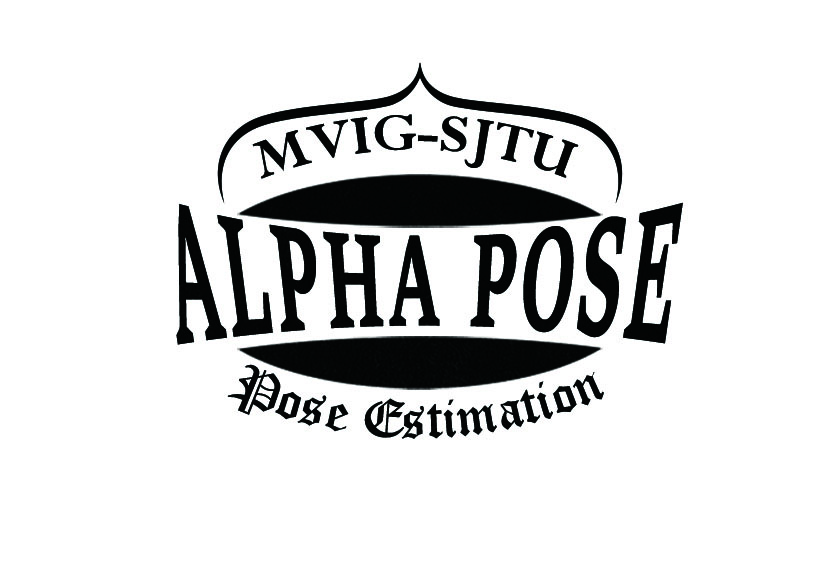 MVIG-SJTU
ALPHA POSE
Pose Estimation